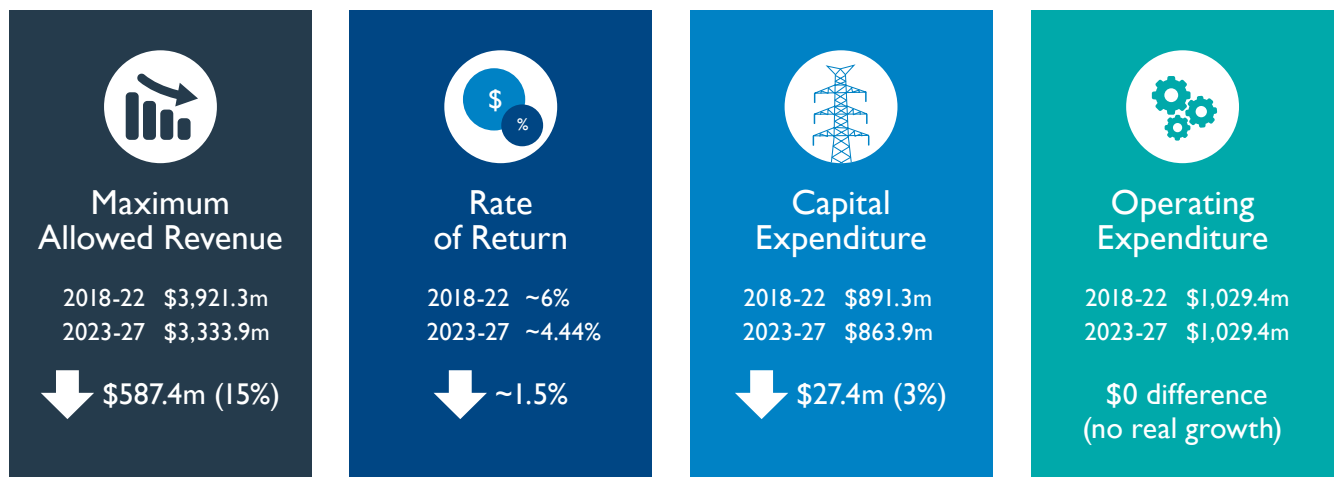 Maximum
Allowed Revenue
2018-22 $3,921.3m
2023-27 $3,333.9m
$587.4m (15%)
$
%
Rate
of Return
2018-22 ~6%
2023-27 ~4.44%
~1.5%
Capital
Expenditure
2018-22 $891.3m
2023-27 $863.9m
$27.4m (3%)
Operating
Expenditure
2018-22 $1,029.4m
2023-27 $1,029.4m
$0 difference
(no real growth)